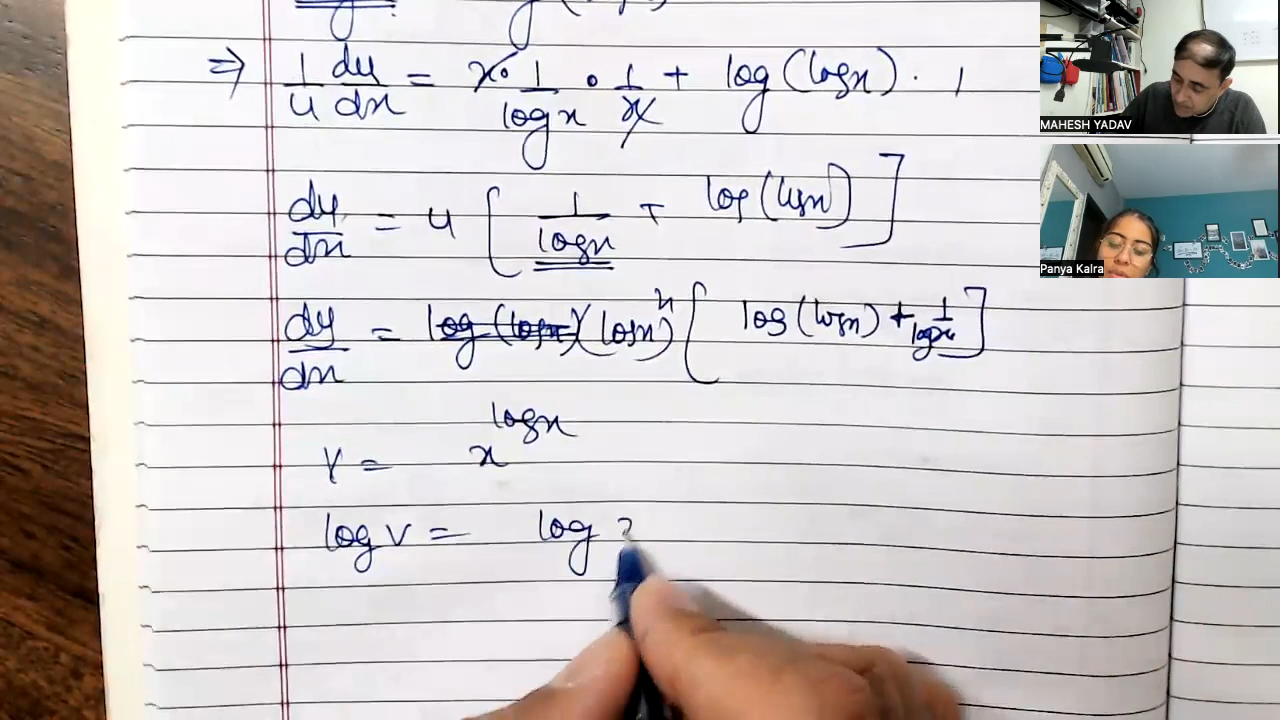 ⇒ 1/u du/dx = x · 1/log x · 1/x + log (log x) · 1
MAHESH YADAV
du/dx = u [ 1/log x + log (log x) ]
Panya Kalra
du/dx = (log x)^x [ log (log x) + 1/log x ]
v = x^log x
log v = log